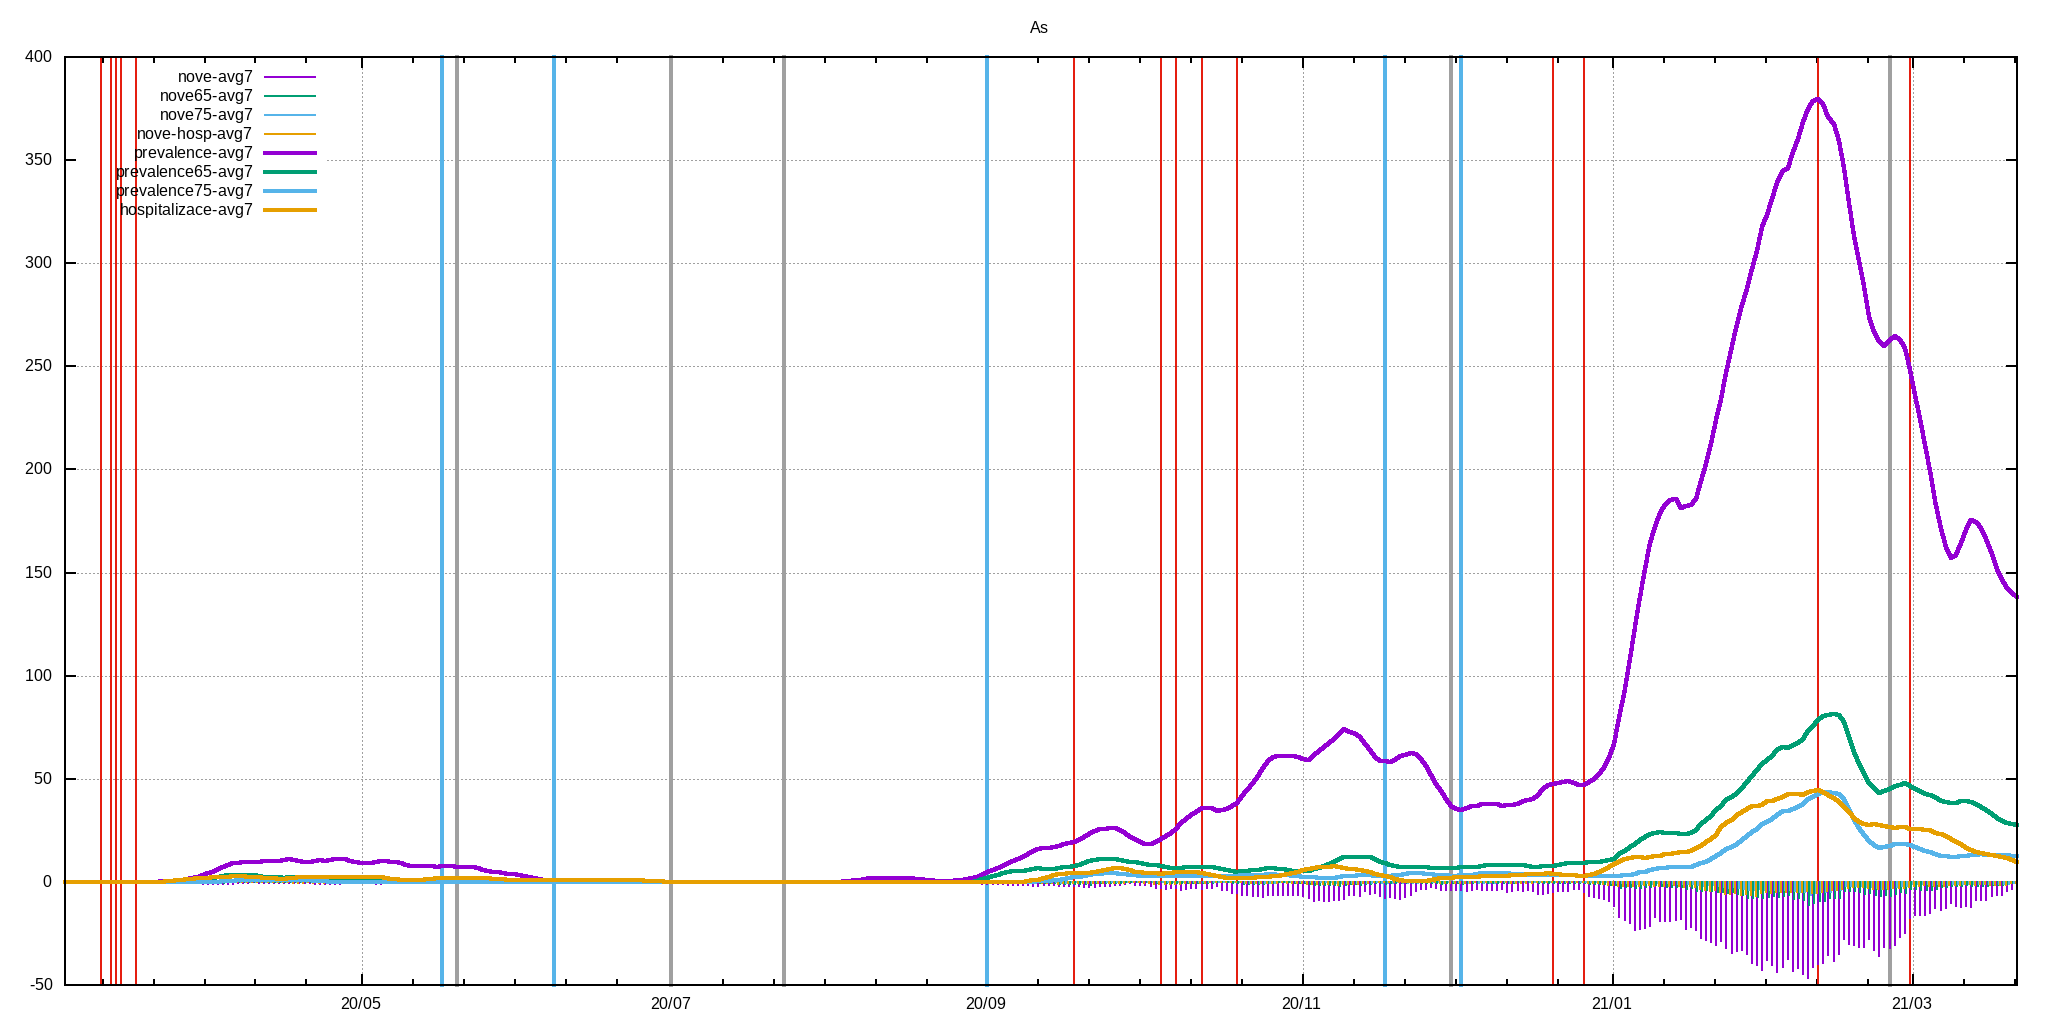 As
400
350
300
250
200
150
100
50
0
-50
nove-avg7
nove65-avg7
nove75-avg7
nove-hosp-avg7
prevalence-avg7
prevalence65-avg7
prevalence75-avg7
hospitalizace-avg7
20/05
20/07
20/09
20/11
21/01
21/03